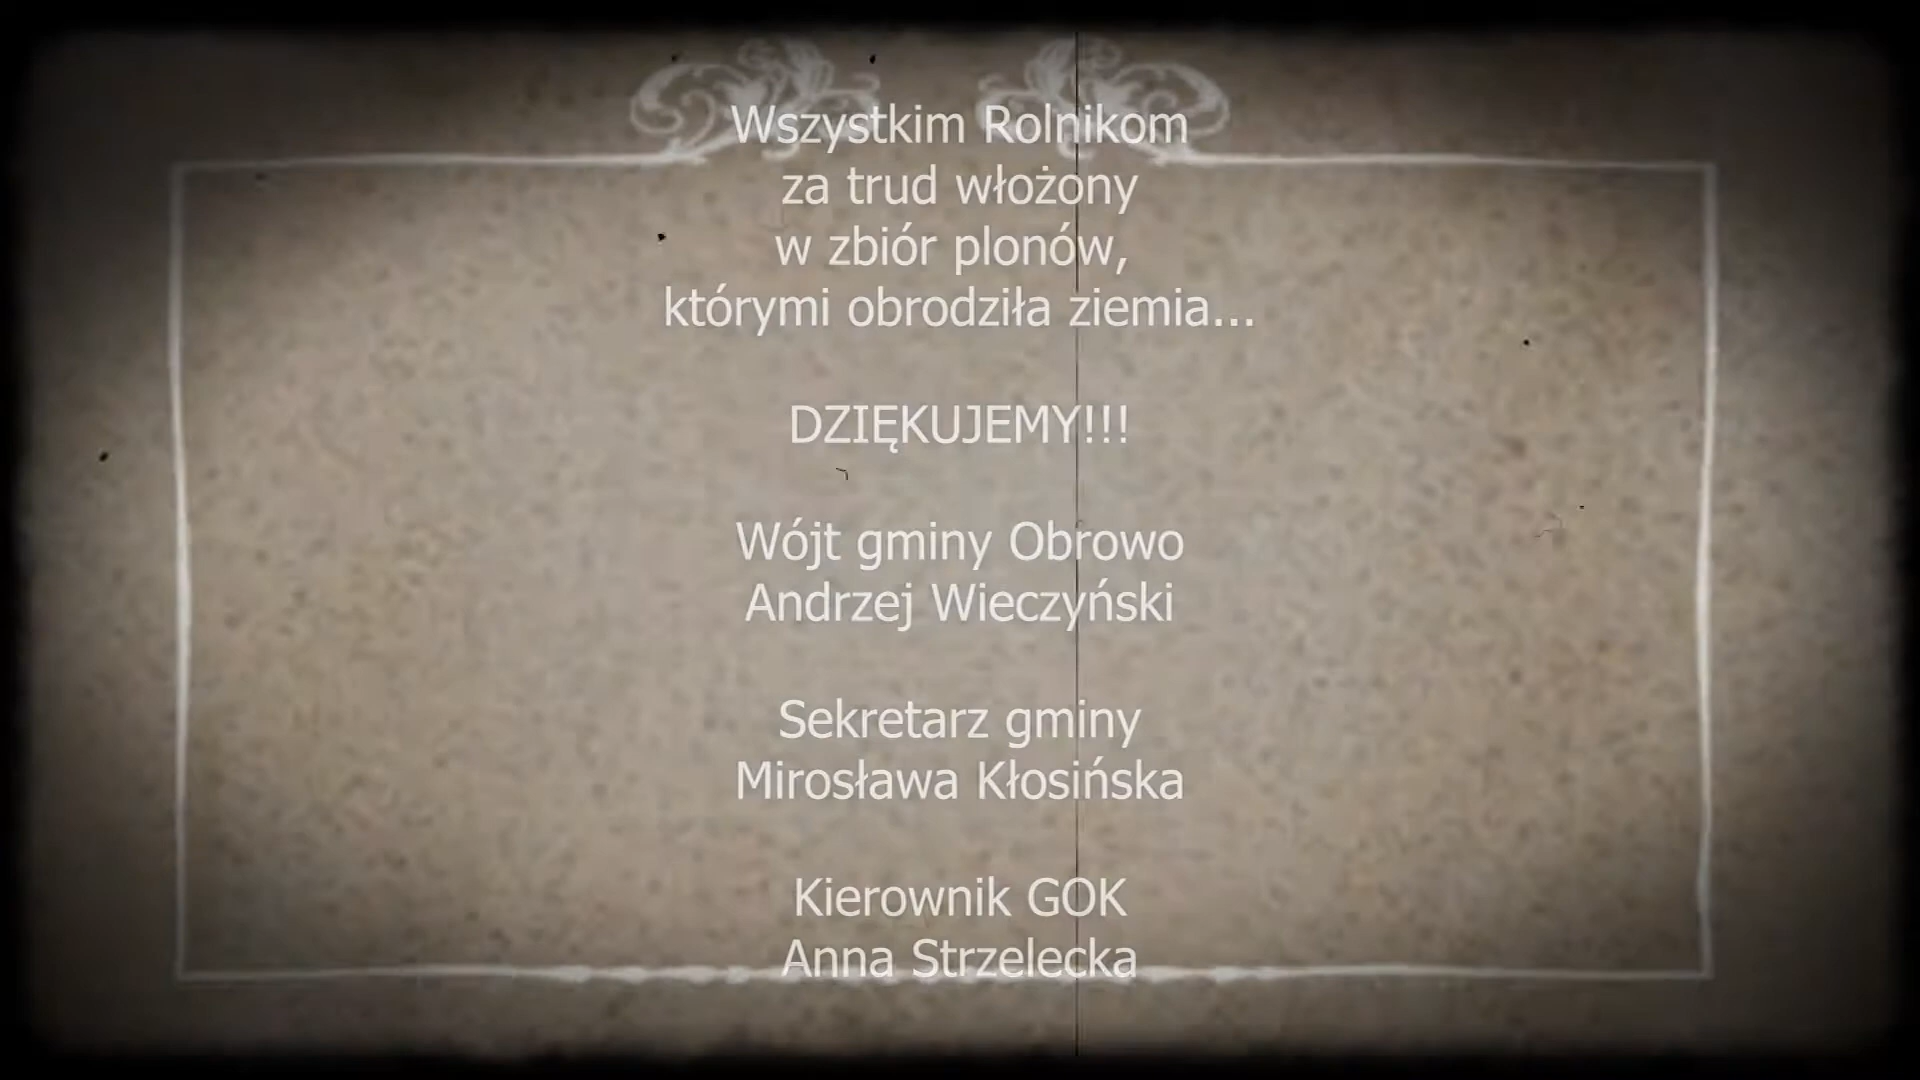 Wszystkim Rolnikom
za trud włożony
w zbiór plonów,
którymi obrodziła ziemia...
DZIĘKUJEMY!!!
Wójt gminy Obrowo
Andrzej Wieczyński
Sekretarz gminy
Mirosława Kłosińska
Kierownik GOK
Anna Strzelecka